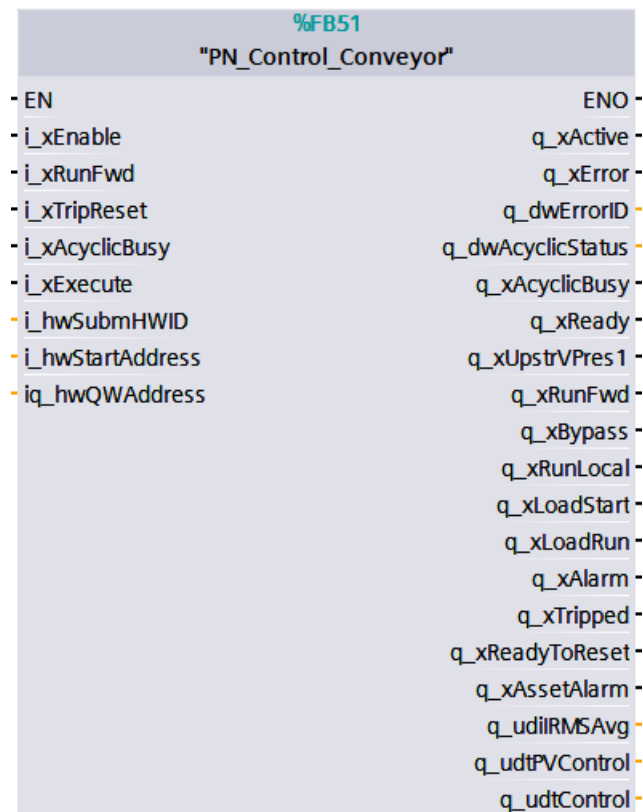 %FB51
"PN_Control_Conveyor"
EN ENO
i_xEnable q_xActive
i_xRunFwd q_xError
i_xTripReset q_dwErrorID
i_xAcyclicBusy q_dwAcyclicStatus
i_xExecute q_xAcyclicBusy
i_hwSubmHWID q_xReady
i_hwStartAddress q_xUpstrVPres1
iq_hwQWAddress q_xRunFwd
q_xBypass
q_xRunLocal
q_xLoadStart
q_xLoadRun
q_xAlarm
q_xTripped
q_xReadyToReset
q_xAssetAlarm
q_udiIRMSAvg
q_udtPVControl
q_udtControl